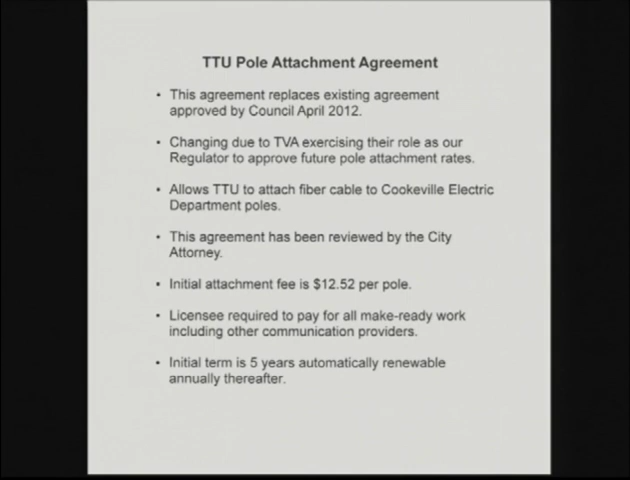 TTU Pole Attachment Agreement
• This agreement replaces existing agreement
approved by Council April 2012.
• Changing due to TVA exercising their role as our
Regulator to approve future pole attachment rates.
• Allows TTU to attach fiber cable to Cookeville Electric
Department poles.
• This agreement has been reviewed by the City
Attorney.
• Initial attachment fee is $12.52 per pole.
• Licensee required to pay for all make-ready work
including other communication providers.
• Initial term is 5 years automatically renewable
annually thereafter.